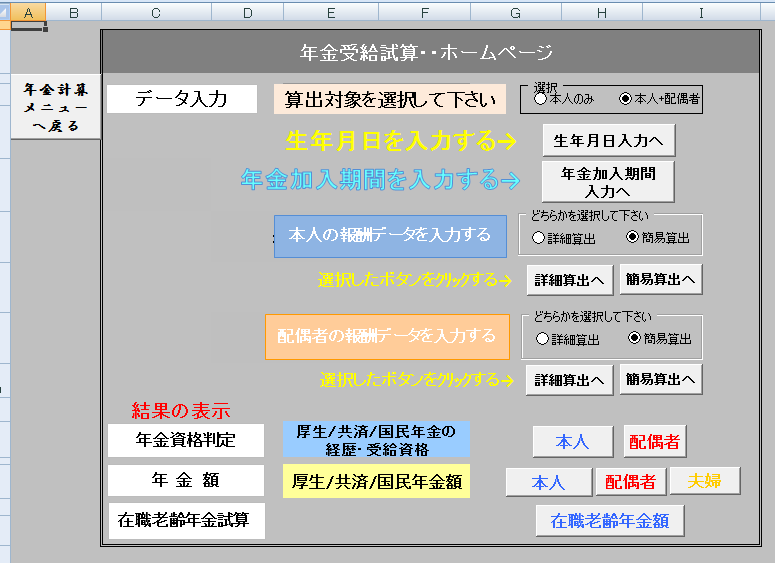 A B C D E F G H I
年金受給試算・・ホームページ
年金計算
メニュー
へ戻る
データ入力
算出対象を選択して下さい
選択
本人のみ 本人+配偶者
生年月日を入力する→
生年月日入力へ
年金加入期間を入力する→
年金加入期間
入力へ
本人の報酬データを入力する
どちらかを選択して下さい
詳細算出 簡易算出
選択したボタンをクリックする→
詳細算出へ 簡易算出へ
配偶者の報酬データを入力する
どちらかを選択して下さい
詳細算出 簡易算出
選択したボタンをクリックする→
詳細算出へ 簡易算出へ
結果の表示
年金資格判定
厚生/共済/国民年金の
経歴・受給資格
本人 配偶者
年 金 額
厚生/共済/国民年金額
本人 配偶者 夫婦
在職老齢年金試算
在職老齢年金額